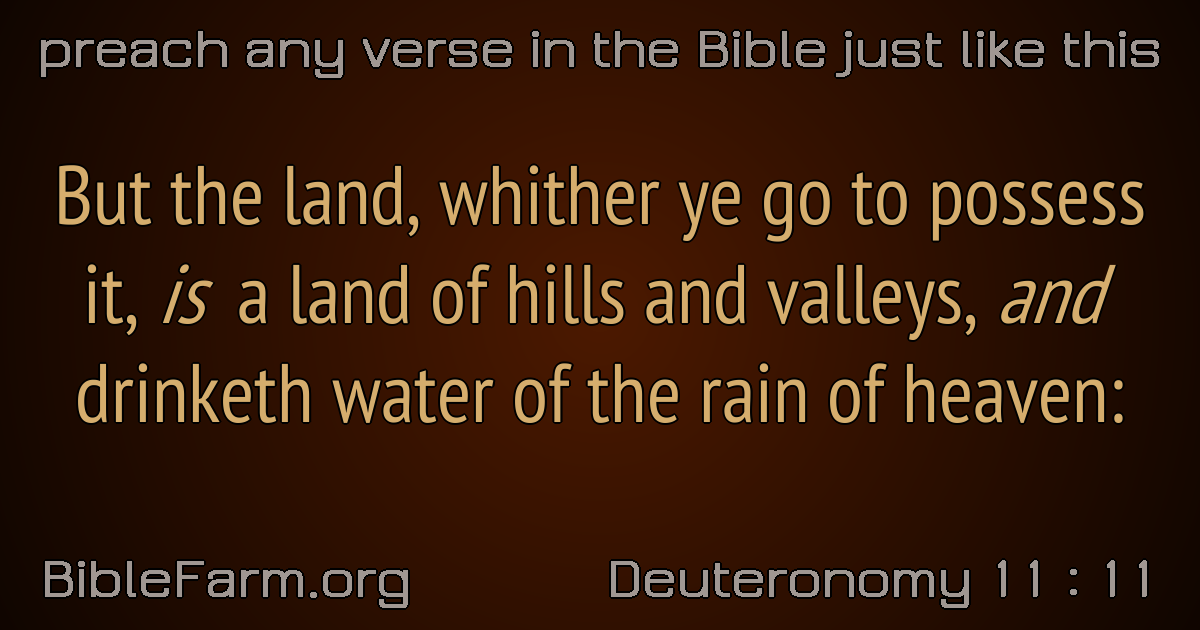 preach any verse in the Bible just like this
But the land, whither ye go to possess
it, is a land of hills and valleys, and
drinketh water of the rain of heaven:
BibleFarm.org
Deuteronomy 11 : 11